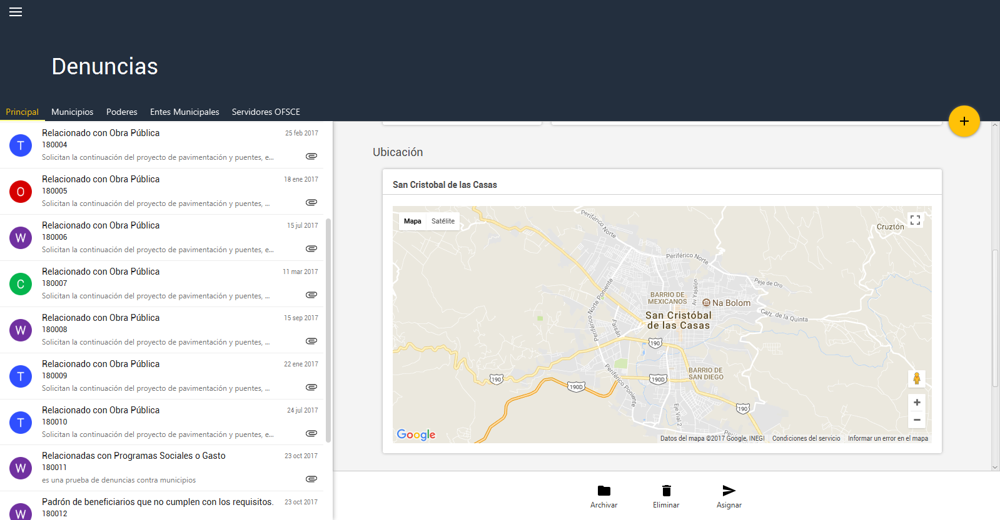 Denuncias
Principal Municipios Poderes Entes Municipales Servidores OFSCE
T
Relacionado con Obra Pública 25 feb 2017
180004
Solicitan la continuación del proyecto de pavimentación y puentes, e...
O
Relacionado con Obra Pública 18 ene 2017
180005
Solicitan la continuación del proyecto de pavimentación y puentes, ...
W
Relacionado con Obra Pública 15 jul 2017
180006
Solicitan la continuación del proyecto de pavimentación y puentes, e...
C
Relacionado con Obra Pública 11 mar 2017
180007
Solicitan la continuación del proyecto de pavimentación y puentes, ...
W
Relacionado con Obra Pública 15 sep 2017
180008
Solicitan la continuación del proyecto de pavimentación y puentes, ...
T
Relacionado con Obra Pública 22 ene 2017
180009
Solicitan la continuación del proyecto de pavimentación y puentes, ...
T
Relacionado con Obra Pública 24 jul 2017
180010
Solicitan la continuación del proyecto de pavimentación y puentes, e...
W
Relacionadas con Programas Sociales o Gasto 23 oct 2017
180011
es una prueba de denuncias contra municipios
W
Padrón de beneficiarios que no cumplen con los requisitos. 23 oct 2017
180012
Ubicación
San Cristobal de las Casas
Mapa Satélite
Periférico Norte
Cruztón
Periférico Norte
Peje de Oro
Av Yajalón
Norte Poniente
Periférico
BARRIO DE
MEXICANOS
Na Bolom
San Cristóbal
de las Casas
Calz. de la Quinta
Faisán
190
BARRIO DE
SAN DIEGO
190
190D
190D
Periférico Poniente
Eje Vial 2
190
Perifé
Google
Datos del mapa ©2017 Google, INEGI Condiciones del servicio Informar un error en el mapa
Archivar Eliminar Asignar